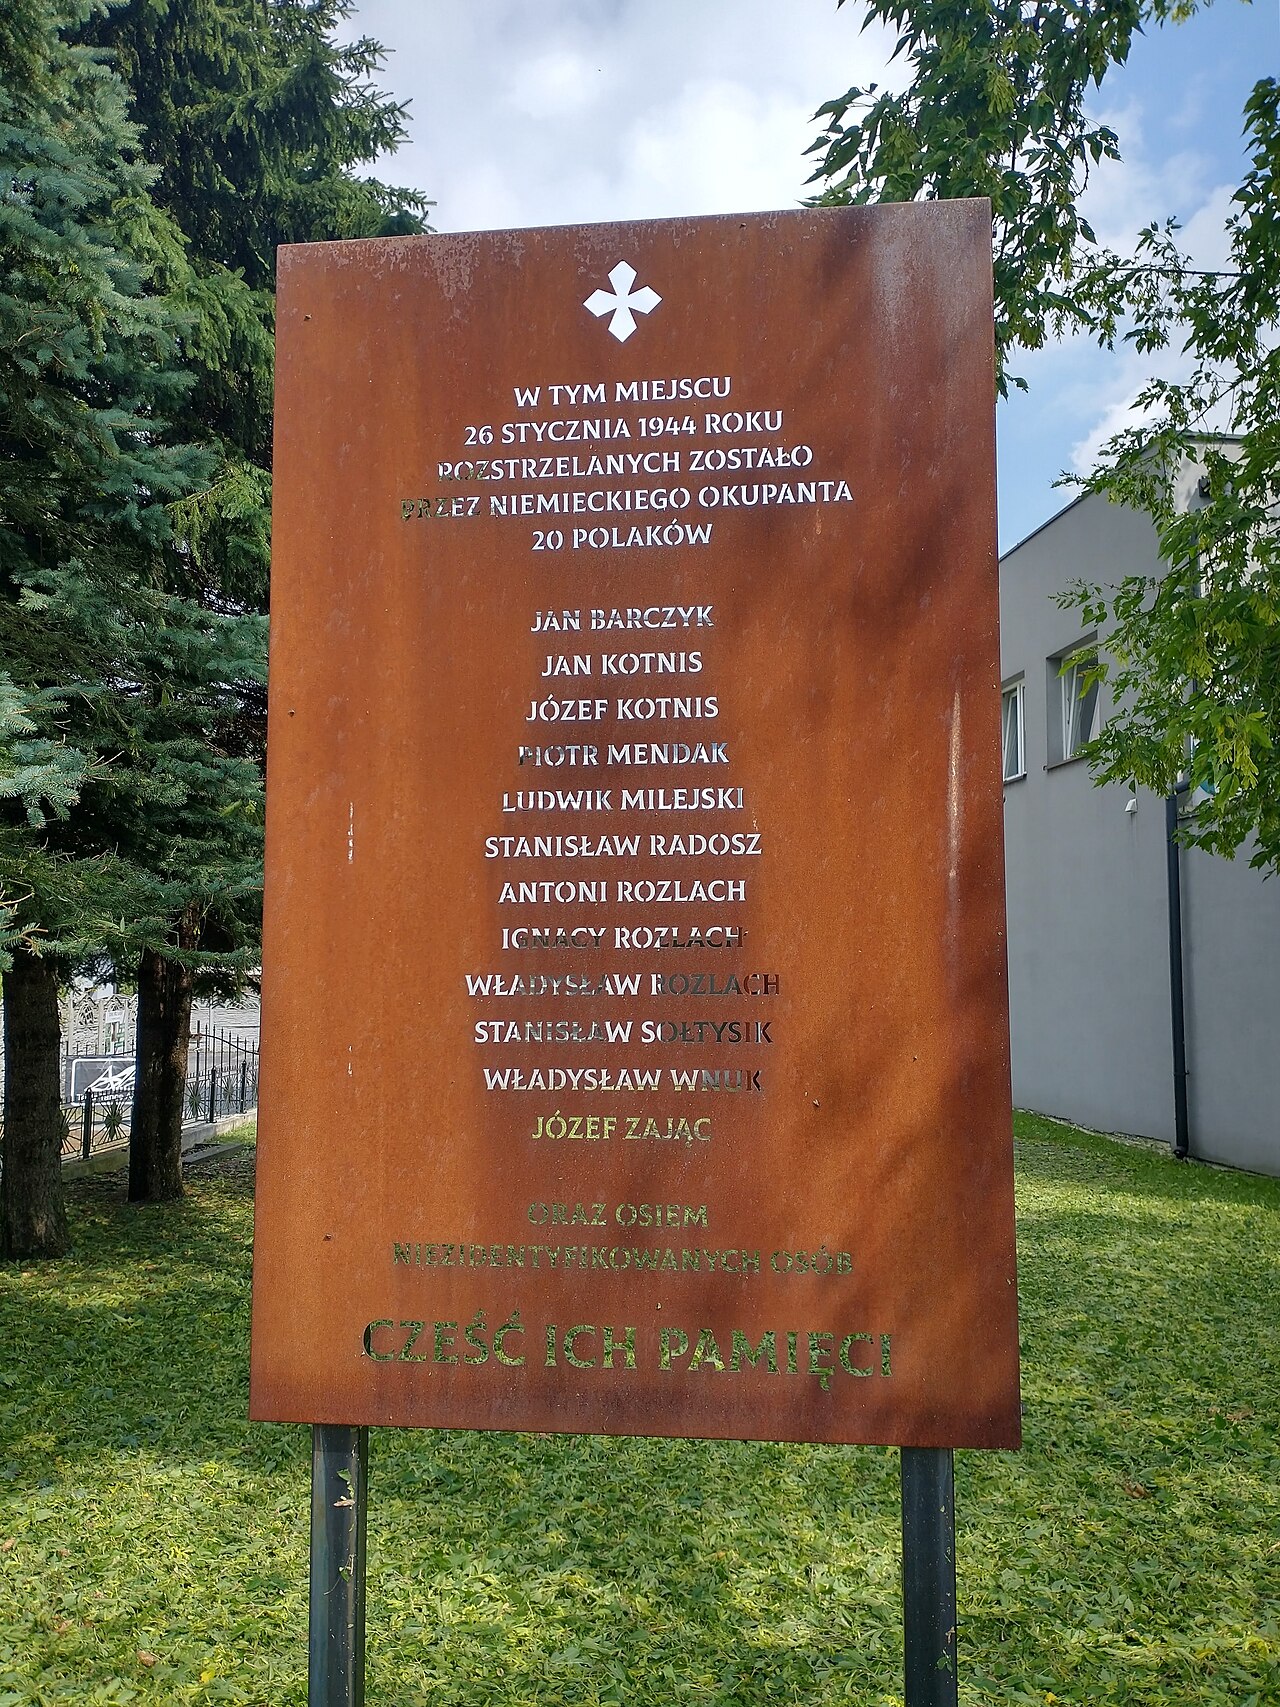 W TYM MIEJSCU
26 STYCZNIA 1944 ROKU
ROZSTRZELANYCH ZOSTAŁO
PRZEZ NIEMIECKIEGO OKUPANTA
20 POLAKÓW
JAN BARCZYK
JAN KOTNIS
JÓZEF KOTNIS
PIOTR MENDAK
LUDWIK MILEJSKI
STANISŁAW RADOSZ
ANTONI ROZLACH
IGNACY ROZLACH
WŁADYSŁAW ROZLACH
STANISŁAW SOŁTYSIK
WŁADYSŁAW WNUK
JÓZEF ZAJĄC
ORAZ OSIEM
NIEZIDENTYFIKOWANYCH OSÓB
CZEŚĆ ICH PAMIĘCI